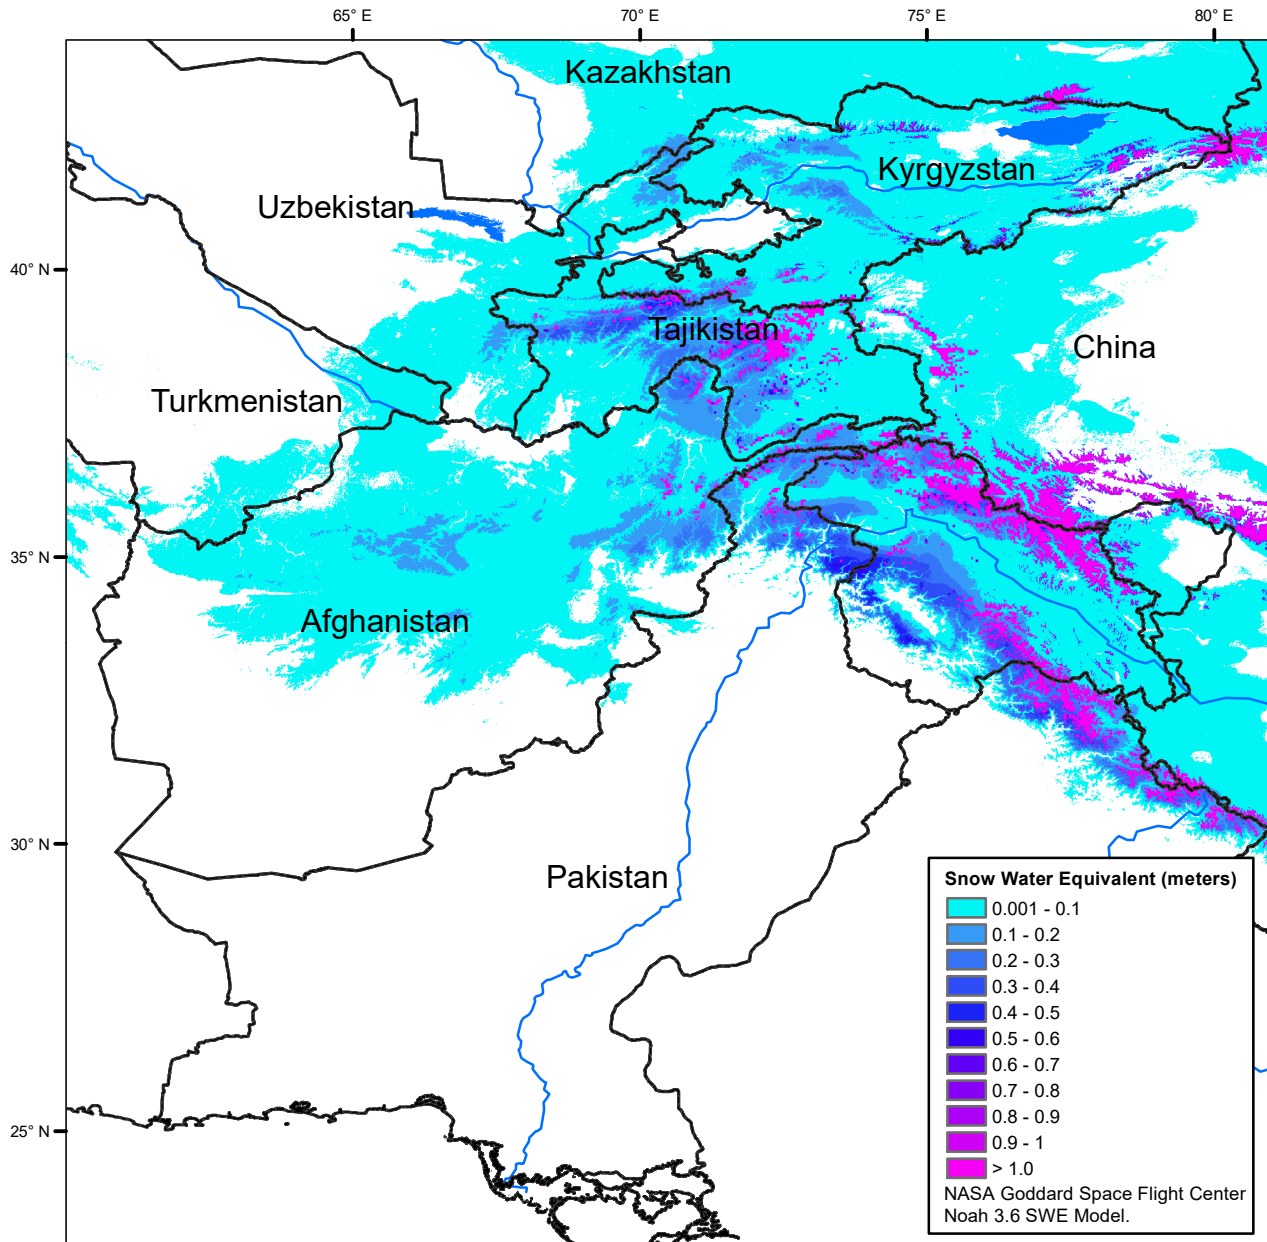 65° E
70° E
75° E
80° E
Kazakhstan
Kyrgyzstan
Uzbekistan
40° N
Tajikistan
China
Turkmenistan
35° N
Afghanistan
30° N
Pakistan
25° N
Snow Water Equivalent (meters)
0.001 - 0.1
0.1 - 0.2
0.2 - 0.3
0.3 - 0.4
0.4 - 0.5
0.5 - 0.6
0.6 - 0.7
0.7 - 0.8
0.8 - 0.9
0.9 - 1
> 1.0
NASA Goddard Space Flight Center
Noah 3.6 SWE Model.